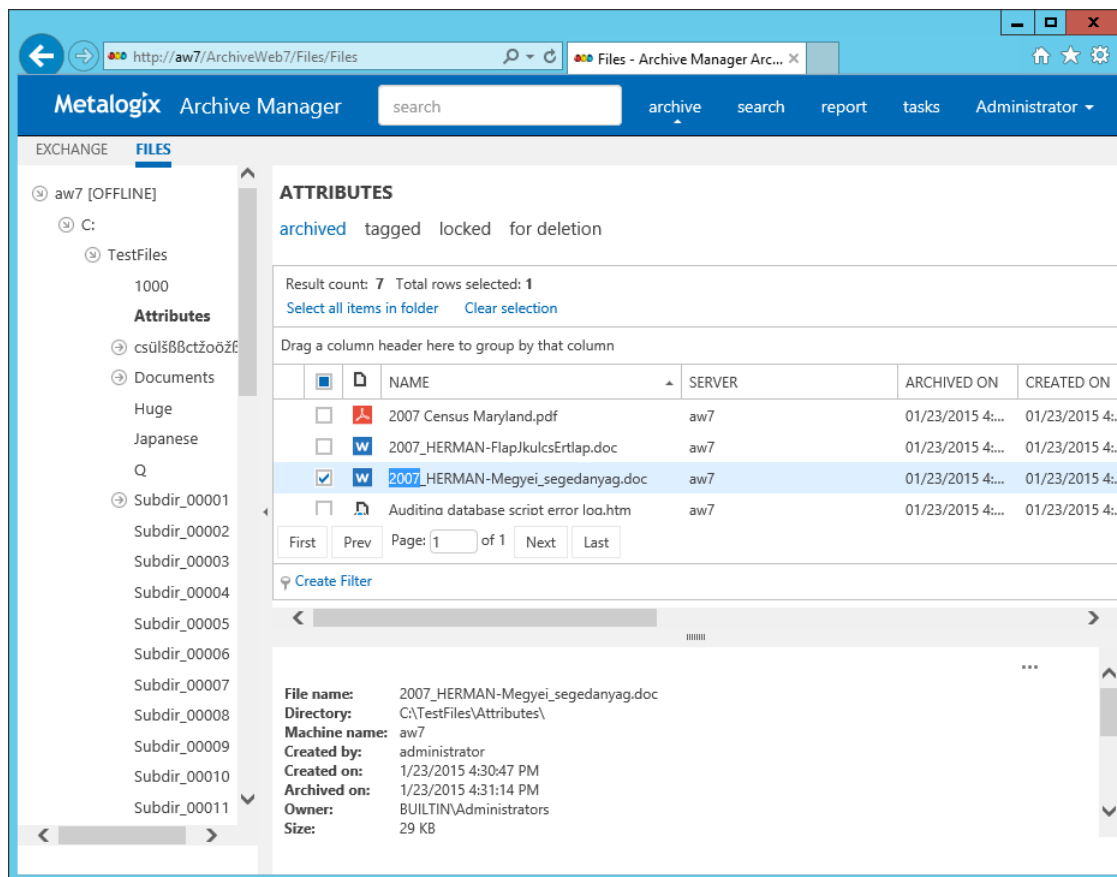 http://aw7/ArchiveWeb7/Files/Files
Files - Archive Manager Arc...
Metalogix Archive Manager
search
archive search report tasks Administrator
EXCHANGE FILES
aw7 [OFFLINE]
C:
TestFiles
1000
Attributes
csülšßßctžoöžß
Documents
Huge
Japanese
Q
Subdir_00001
Subdir_00002
Subdir_00003
Subdir_00004
Subdir_00005
Subdir_00006
Subdir_00007
Subdir_00008
Subdir_00009
Subdir_00010
Subdir_00011
ATTRIBUTES
archived tagged locked for deletion
Result count: 7 Total rows selected: 1
Select all items in folder Clear selection
Drag a column header here to group by that column
NAME SERVER ARCHIVED ON CREATED ON
2007 Census Maryland.pdf aw7 01/23/2015 4:... 01/23/2015 4:.
2007_HERMAN-FlapJkulcsErtlap.doc aw7 01/23/2015 4:... 01/23/2015 4:.
2007_HERMAN-Megyei_segedanyag.doc aw7 01/23/2015 4:... 01/23/2015 4:.
Auditing database script error log.htm aw7 01/23/2015 4:... 01/23/2015 4:.
First Prev Page: 1 of 1 Next Last
Create Filter
...
File name: 2007_HERMAN-Megyei_segedanyag.doc
Directory: C:\TestFiles\Attributes\
Machine name: aw7
Created by: administrator
Created on: 1/23/2015 4:30:47 PM
Archived on: 1/23/2015 4:31:14 PM
Owner: BUILTIN\Administrators
Size: 29 KB